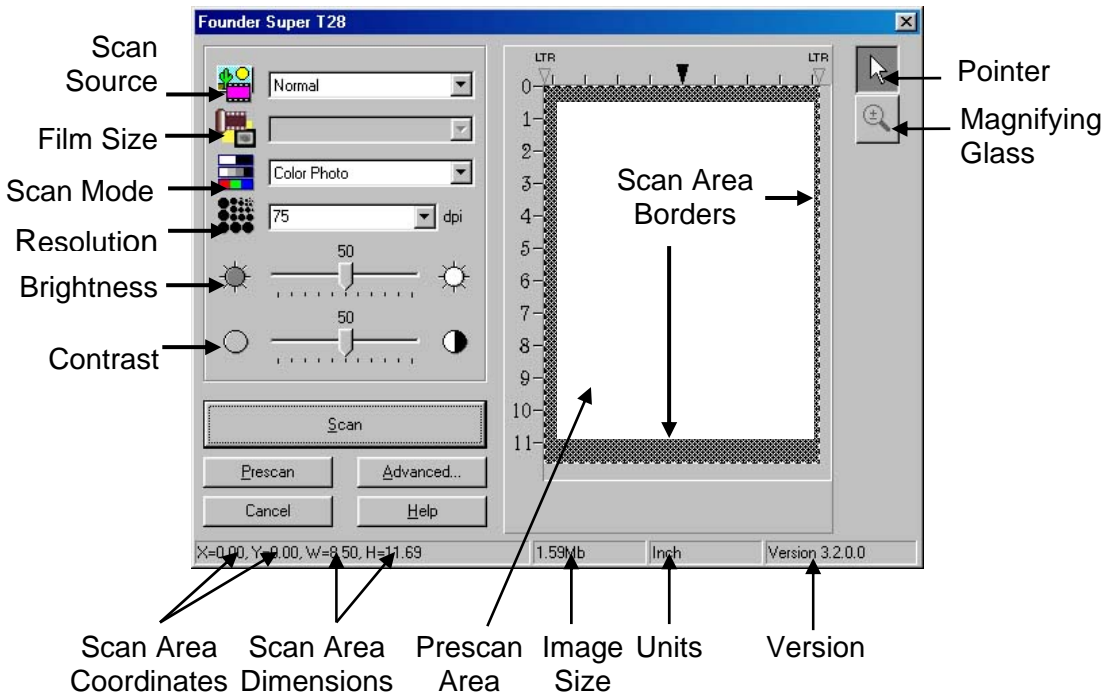 Founder Super T28
Scan
Source
Normal
Film Size
Scan Mode
Color Photo
Resolution
75
dpi
Brightness
50
Contrast
50
Scan
Prescan
Advanced...
Cancel
Help
LTR
LTR
0
1
2
3
4
5
6
7
8
9
10
11
Scan Area
Borders
Pointer
Magnifying
Glass
X=0.00, Y=0.00, W=8.50, H=11.69
1.59Mb
Inch
Version 3.2.0.0
Scan Area
Coordinates
Scan Area
Dimensions
Prescan
Area
Image
Size
Units
Version